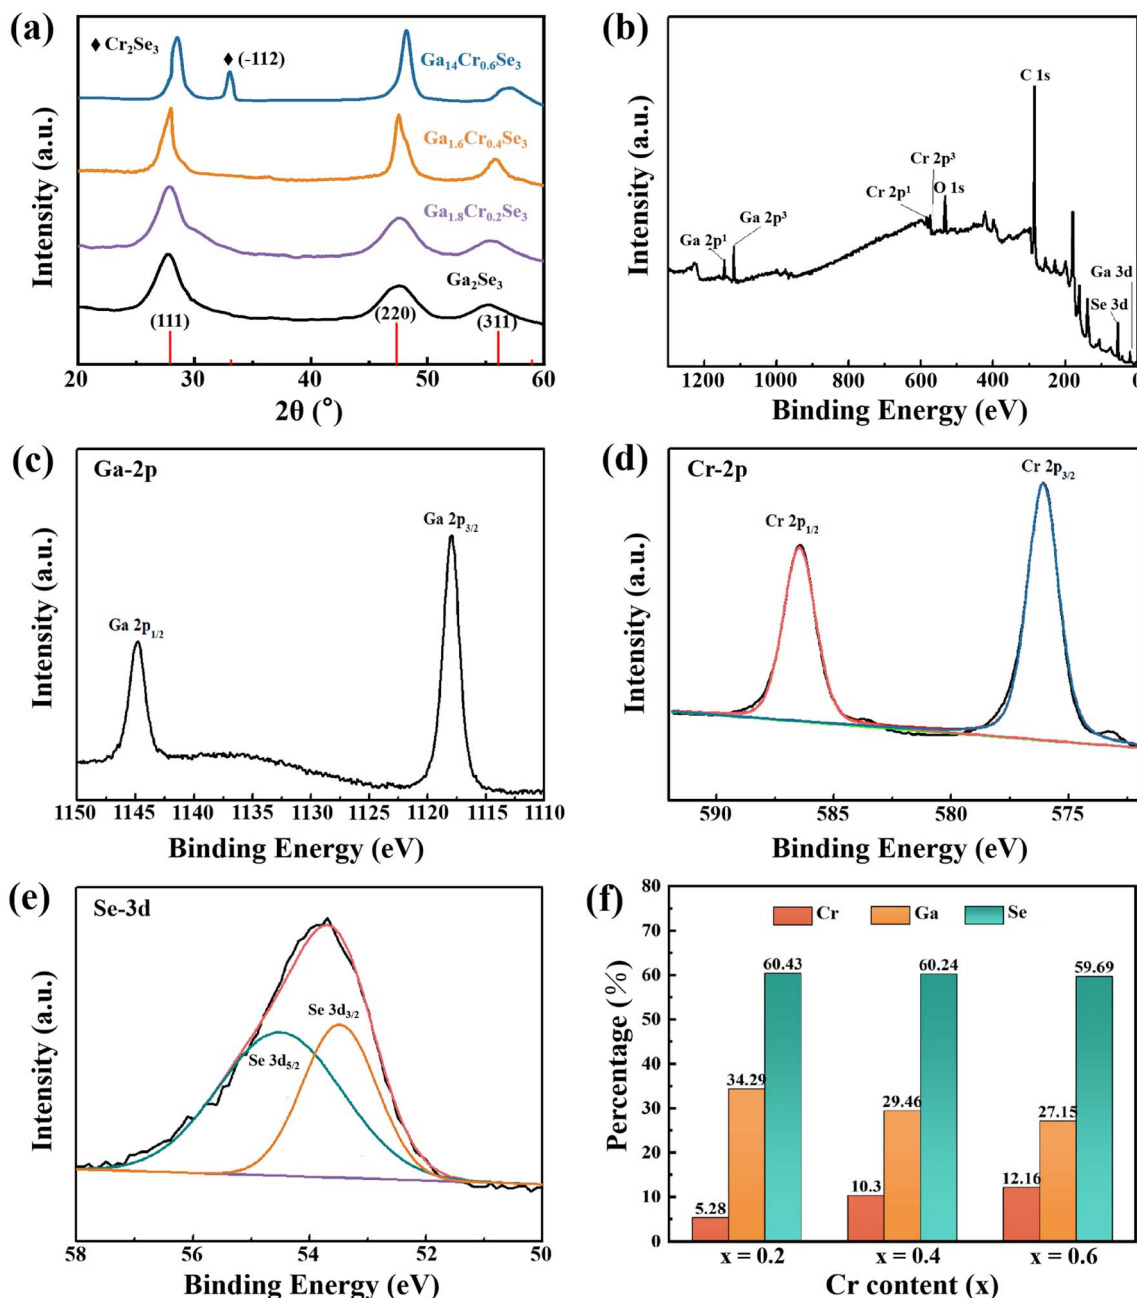 (a)
♦ Cr₂Se₃
♦ (-112)
Ga₁₄Cr₀.₆Se₃
Ga₁.₆Cr₀.₄Se₃
Ga₁.₈Cr₀.₂Se₃
Ga₂Se₃
(111)
(220)
(311)
20 30 40 50 60
2θ (°)
Intensity (a.u.)
(b)
C 1s
Cr 2p³
Cr 2p¹
O 1s
Ga 2p³
Ga 2p¹
Ga 3d
Se 3d
1200 1000 800 600 400 200 0
Binding Energy (eV)
Intensity (a.u.)
(c)
Ga-2p
Ga 2p₃/₂
Ga 2p₁/₂
1150 1145 1140 1135 1130 1125 1120 1115 1110
Binding Energy (eV)
Intensity (a.u.)
(d)
Cr-2p
Cr 2p₃/₂
Cr 2p₁/₂
590 585 580 575
Binding Energy (eV)
Intensity (a.u.)
(e)
Se-3d
Se 3d₃/₂
Se 3d₅/₂
58 56 54 52 50
Binding Energy (eV)
Intensity (a.u.)
(f)
Cr Ga Se
80
70
60
50
40
30
20
10
0
60.43
60.24
59.69
34.29
29.46
27.15
5.28
10.3
12.16
x = 0.2 x = 0.4 x = 0.6
Cr content (x)
Percentage (%)